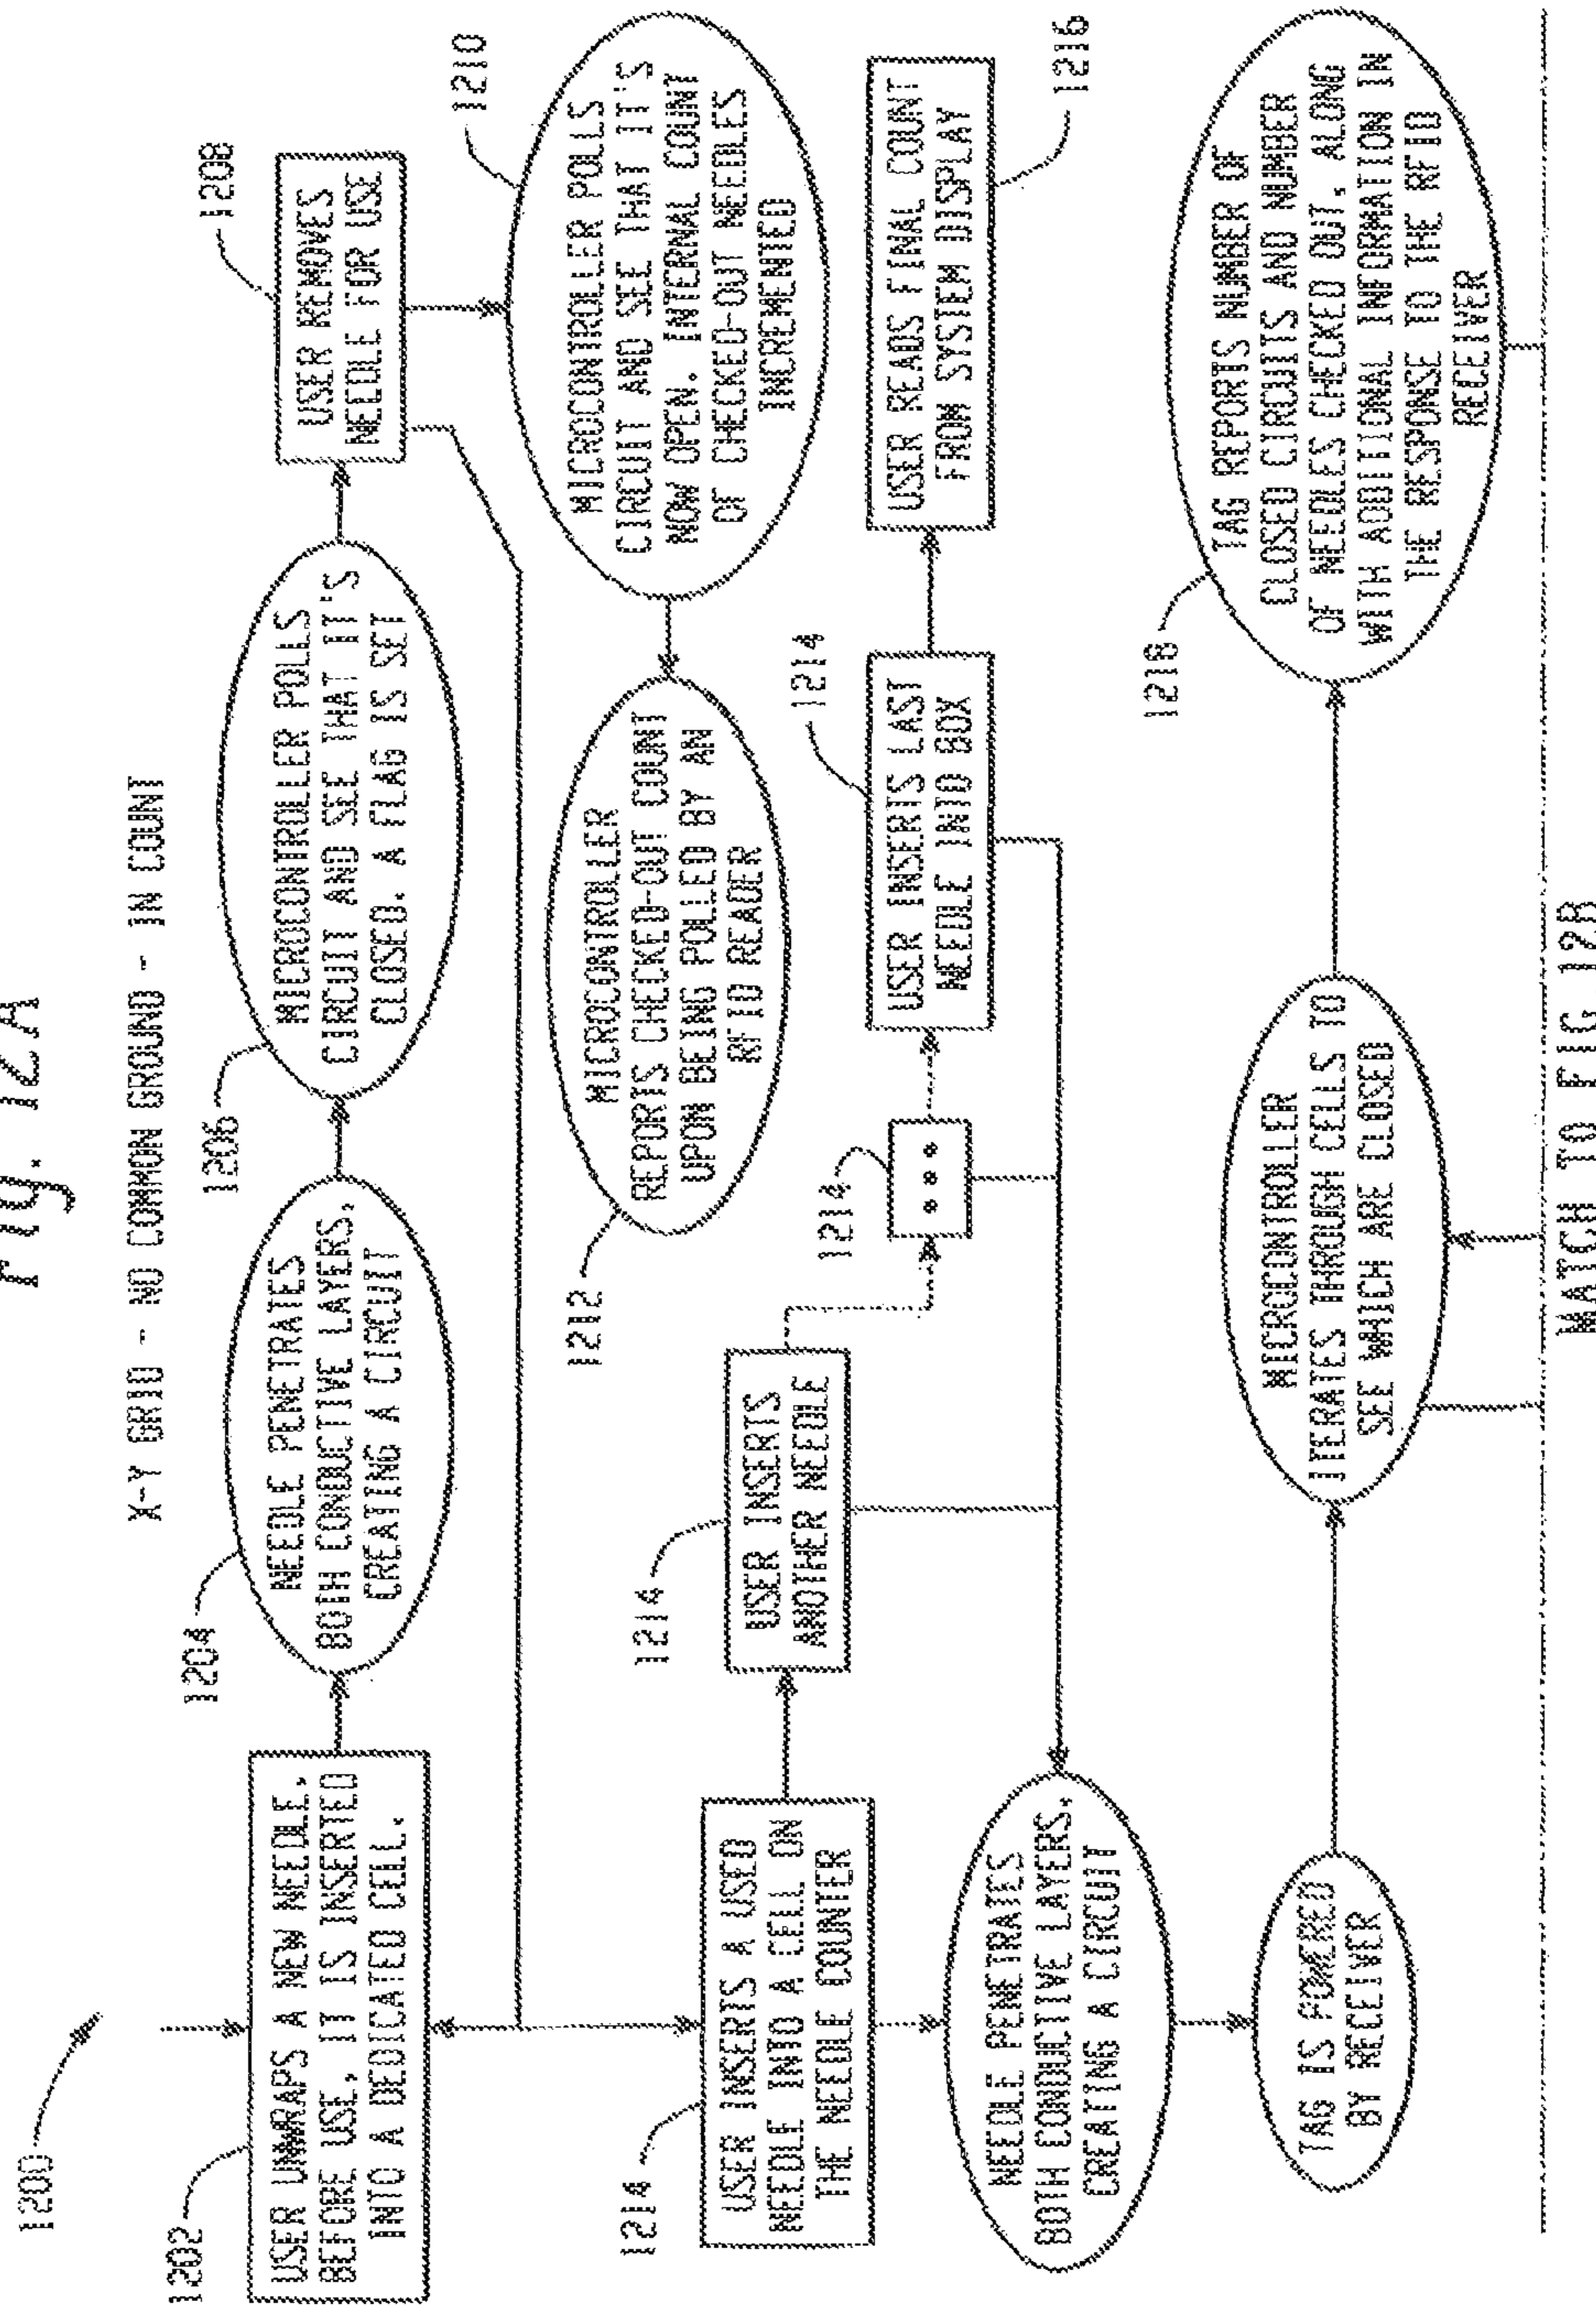 Fig. 12A
X-Y GRID - NO COMMON GROUND - IN COUNT
1200
1202
USER UNWRAPS A NEW NEEDLE.
BEFORE USE, IT IS INSERTED
INTO A DEDICATED CELL.
1204
NEEDLE PENETRATES
BOTH CONDUCTIVE LAYERS,
CREATING A CIRCUIT
1206
MICROCONTROLLER POLLS
CIRCUIT AND SEE THAT IT'S
CLOSED. A FLAG IS SET
1208
USER REMOVES
NEEDLE FOR USE
1210
MICROCONTROLLER POLLS
CIRCUIT AND SEE THAT IT'S
NOW OPEN. INTERNAL COUNT
OF CHECKED-OUT NEEDLES
INCREMENTED
1212
MICROCONTROLLER
REPORTS CHECKED-OUT COUNT
UPON BEING POLLED BY AN
RFID READER
1214
USER INSERTS A USED
NEEDLE INTO A CELL ON
THE NEEDLE COUNTER
1214
USER INSERTS
ANOTHER NEEDLE
1214
1214
USER INSERTS LAST
NEEDLE INTO BOX
1216
USER READS FINAL COUNT
FROM SYSTEM DISPLAY
NEEDLE PENETRATES
BOTH CONDUCTIVE LAYERS,
CREATING A CIRCUIT
TAG IS POWERED
BY RECEIVER
MICROCONTROLLER
ITERATES THROUGH CELLS TO
SEE WHICH ARE CLOSED
1218
TAG REPORTS NUMBER OF
CLOSED CIRCUITS AND NUMBER
OF NEEDLES CHECKED OUT, ALONG
WITH ADDITIONAL INFORMATION IN
THE RESPONSE TO THE RFID
RECEIVER
MATCH TO FIG. 12B